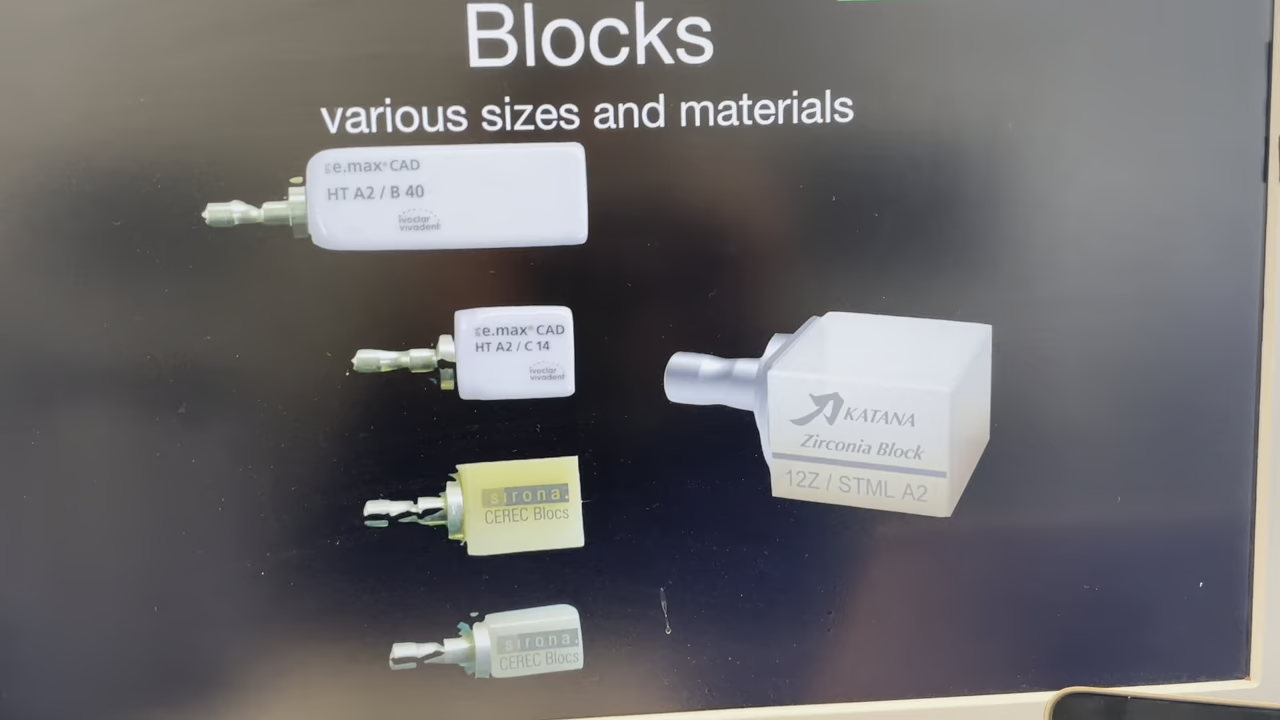 Blocks
various sizes and materials
e.max® CAD
HT A2 / B 40
ivoclar
vivadent
e.max® CAD
HT A2 / C 14
ivoclar
vivadent
KATANA
Zirconia Block
12Z / STML A2
sirona.
CEREC Blocs
sirona.
CEREC Blocs